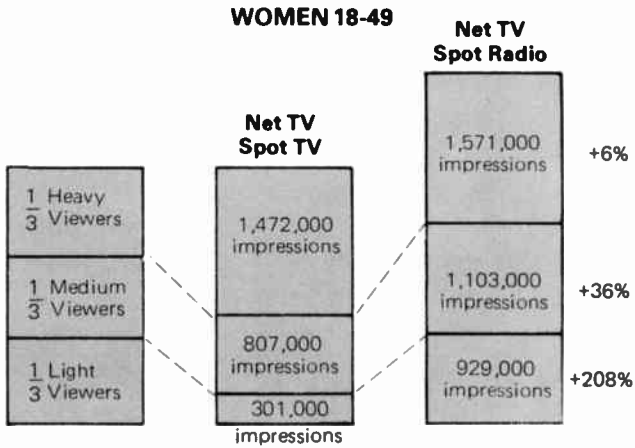 WOMEN 18-49
Net TV
Spot Radio
Net TV
Spot TV
1/3 Heavy
Viewers
1/3 Medium
Viewers
1/3 Light
Viewers
1,472,000
impressions
807,000
impressions
301,000
impressions
1,571,000
impressions
+6%
1,103,000
impressions
+36%
929,000
impressions
+208%